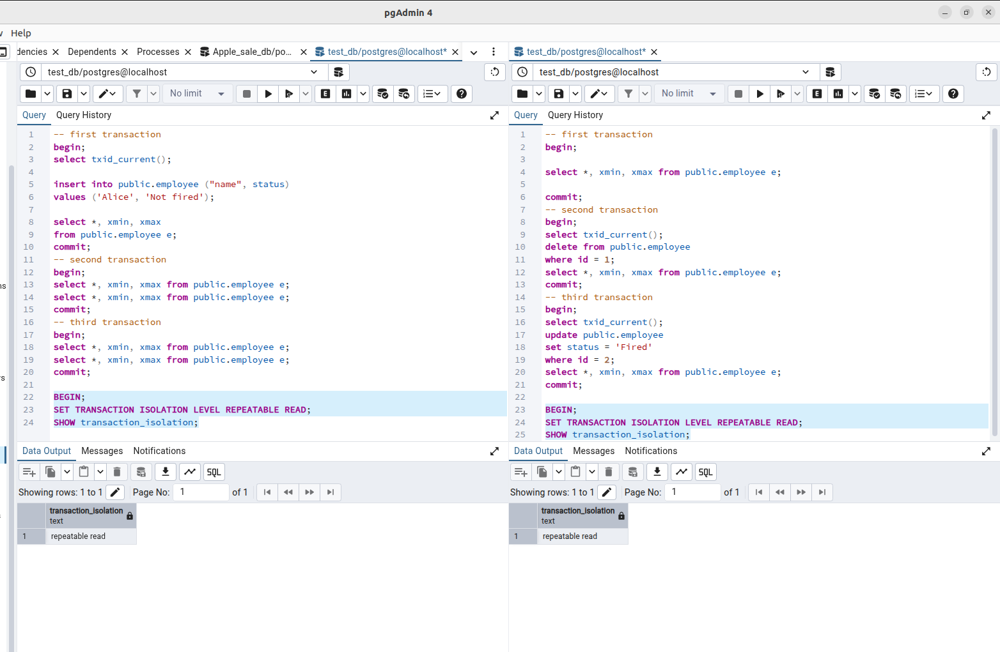 pgAdmin 4
Help
dencies
Dependents
Processes
Apple_sale_db/po...
test_db/postgres@localhost*
test_db/postgres@localhost*
test_db/postgres@localhost
No limit
Query
Query History
1 -- first transaction
2 begin;
3 select txid_current();
4
5 insert into public.employee ("name", status)
6 values ('Alice', 'Not fired');
7
8 select *, xmin, xmax
9 from public.employee e;
10 commit;
11 -- second transaction
12 begin;
13 select *, xmin, xmax from public.employee e;
14 select *, xmin, xmax from public.employee e;
15 commit;
16 -- third transaction
17 begin;
18 select *, xmin, xmax from public.employee e;
19 select *, xmin, xmax from public.employee e;
20 commit;
21
22 BEGIN;
23 SET TRANSACTION ISOLATION LEVEL REPEATABLE READ;
24 SHOW transaction_isolation;
Data Output
Messages
Notifications
SQL
Showing rows: 1 to 1
Page No: 1 of 1
transaction_isolation
text
1 repeatable read
test_db/postgres@localhost
No limit
Query
Query History
1 -- first transaction
2 begin;
3
4 select *, xmin, xmax from public.employee e;
5
6 commit;
7 -- second transaction
8 begin;
9 select txid_current();
10 delete from public.employee
11 where id = 1;
12 select *, xmin, xmax from public.employee e;
13 commit;
14 -- third transaction
15 begin;
16 select txid_current();
17 update public.employee
18 set status = 'Fired'
19 where id = 2;
20 select *, xmin, xmax from public.employee e;
21 commit;
22
23 BEGIN;
24 SET TRANSACTION ISOLATION LEVEL REPEATABLE READ;
25 SHOW transaction_isolation;
Data Output
Messages
Notifications
SQL
Showing rows: 1 to 1
Page No: 1 of 1
transaction_isolation
text
1 repeatable read